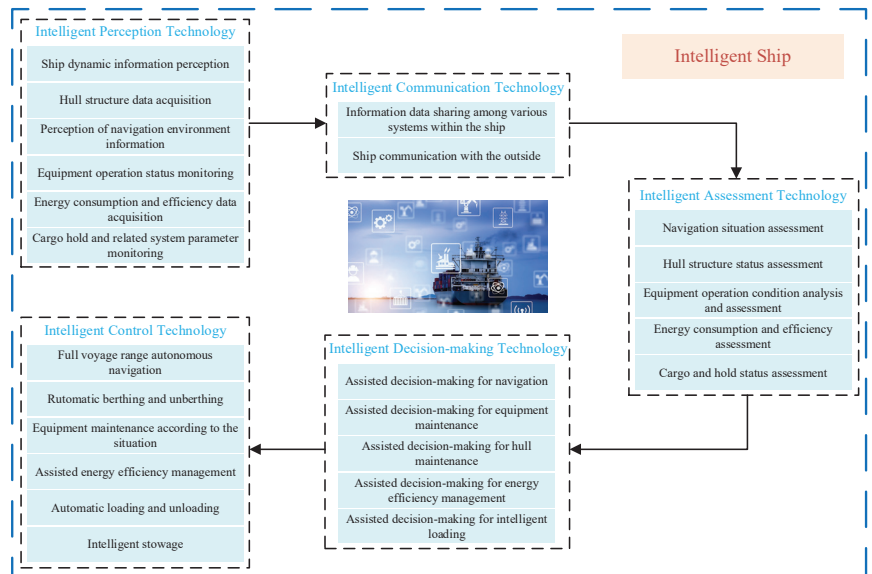 Intelligent Perception Technology
Ship dynamic information perception
Hull structure data acquisition
Perception of navigation environment
information
Equipment operation status monitoring
Energy consumption and efficiency data
acquisition
Cargo hold and related system parameter
monitoring
Intelligent Communication Technology
Information data sharing among various
systems within the ship
Ship communication with the outside
Intelligent Ship
Intelligent Assessment Technology
Navigation situation assessment
Hull structure status assessment
Equipment operation condition analysis
and assessment
Energy consumption and efficiency
assessment
Cargo and hold status assessment
Intelligent Decision-making Technology
Assisted decision-making for navigation
Assisted decision-making for equipment
maintenance
Assisted decision-making for hull
maintenance
Assisted decision-making for energy
efficiency management
Assisted decision-making for intelligent
loading
Intelligent Control Technology
Full voyage range autonomous
navigation
Rutomatic berthing and unberthing
Equipment maintenance according to the
situation
Assisted energy efficiency management
Automatic loading and unloading
Intelligent stowage